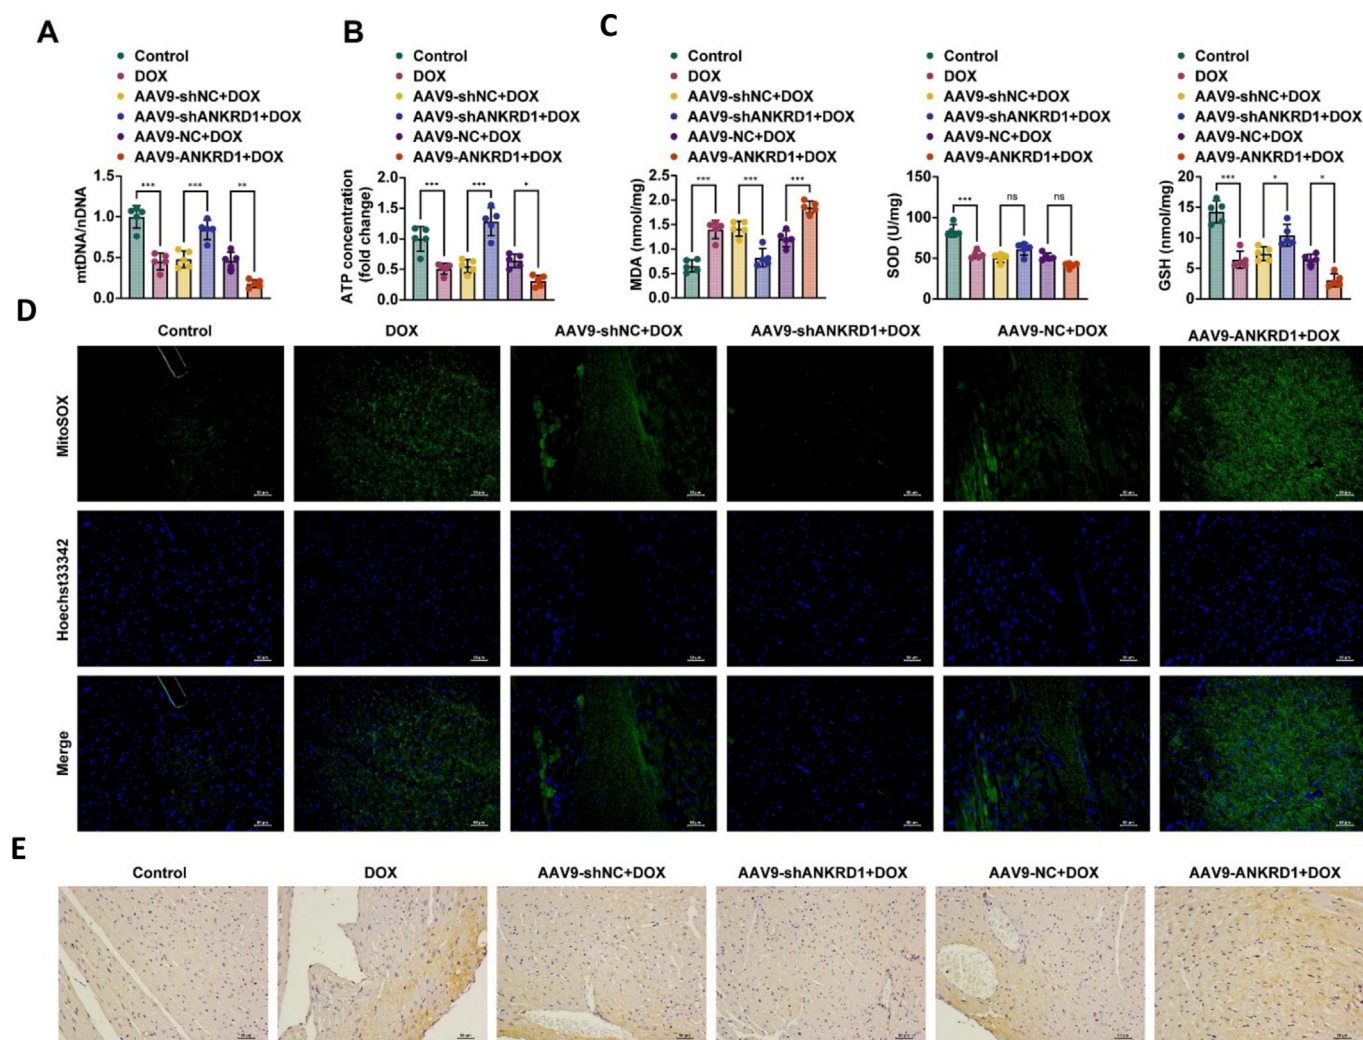 A
B
C
Control
DOX
AAV9-shNC+DOX
AAV9-shANKRD1+DOX
AAV9-NC+DOX
AAV9-ANKRD1+DOX
mtDNA/nDNA
1.5
1.0
0.5
0.0
***
***
**
Control
DOX
AAV9-shNC+DOX
AAV9-shANKRD1+DOX
AAV9-NC+DOX
AAV9-ANKRD1+DOX
ATP concentration
(fold change)
2.0
1.5
1.0
0.5
0.0
***
***
*
Control
DOX
AAV9-shNC+DOX
AAV9-shANKRD1+DOX
AAV9-NC+DOX
AAV9-ANKRD1+DOX
MDA (nmol/mg)
2.5
2.0
1.5
1.0
0.5
0.0
***
***
***
Control
DOX
AAV9-shNC+DOX
AAV9-shANKRD1+DOX
AAV9-NC+DOX
AAV9-ANKRD1+DOX
SOD (U/mg)
200
150
100
50
0
***
ns
ns
Control
DOX
AAV9-shNC+DOX
AAV9-shANKRD1+DOX
AAV9-NC+DOX
AAV9-ANKRD1+DOX
GSH (nmol/mg)
20
15
10
5
0
***
*
*
D
Control
DOX
AAV9-shNC+DOX
AAV9-shANKRD1+DOX
AAV9-NC+DOX
AAV9-ANKRD1+DOX
MitoSOX
Hoechst33342
Merge
E
Control
DOX
AAV9-shNC+DOX
AAV9-shANKRD1+DOX
AAV9-NC+DOX
AAV9-ANKRD1+DOX